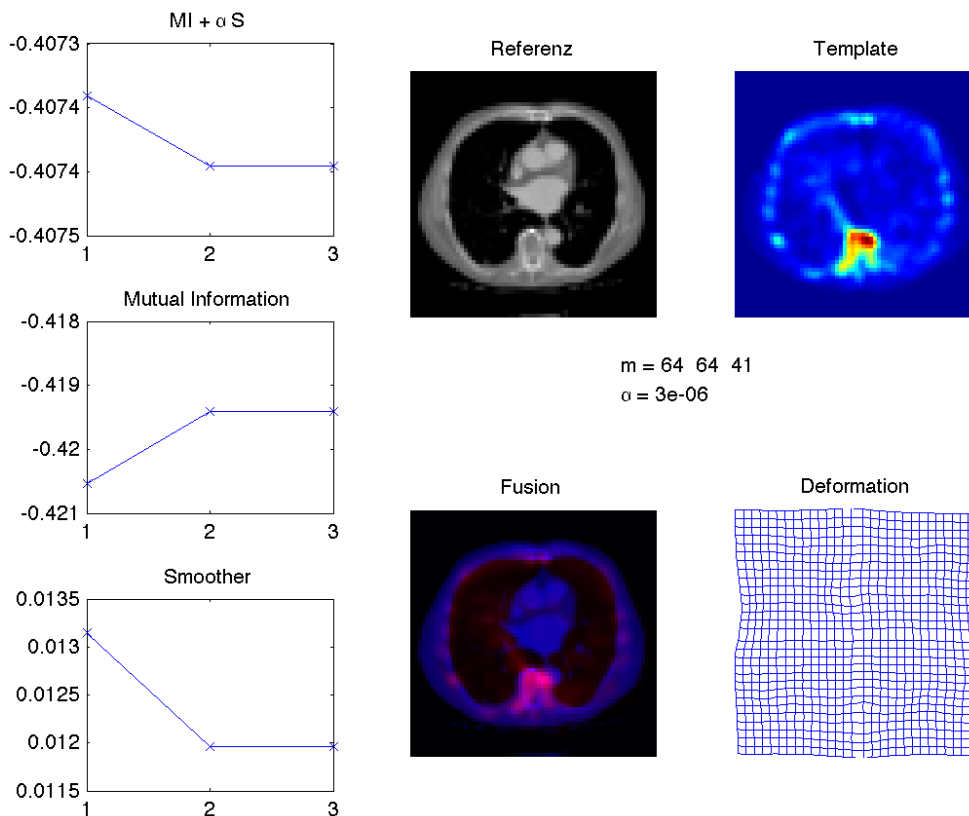 MI + α S
-0.4073
-0.4074
-0.4074
-0.4075
1 2 3
Mutual Information
-0.418
-0.419
-0.42
-0.421
1 2 3
Smoother
0.0135
0.013
0.0125
0.012
0.0115
1 2 3
Referenz
Template
m = 64 64 41
α = 3e-06
Fusion
Deformation